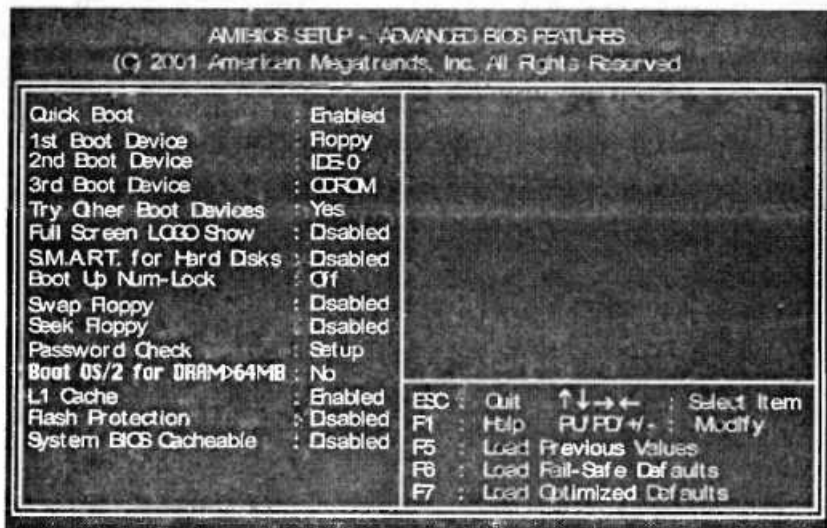 AMIBIOS SETUP - ADVANCED BIOS FEATURES
(C) 2001 American Megatrends, Inc. All Rights Reserved
Quick Boot : Enabled
1st Boot Device : Floppy
2nd Boot Device : IDE-0
3rd Boot Device : CDROM
Try Other Boot Devices : Yes
Full Screen LOGO Show : Disabled
S.M.A.R.T. for Hard Disks : Disabled
Boot Up Num-Lock : Off
Swap Floppy : Disabled
Seek Floppy : Disabled
Password Check : Setup
Boot OS/2 for DRAM>64MB : No
L1 Cache : Enabled
Flash Protection : Disabled
System BIOS Cacheable : Disabled
ESC : Quit ↑↓→← : Select Item
F1 : Help PU/PD/+/- : Modify
F5 : Load Previous Values
F6 : Load Fail-Safe Defaults
F7 : Load Optimized Defaults